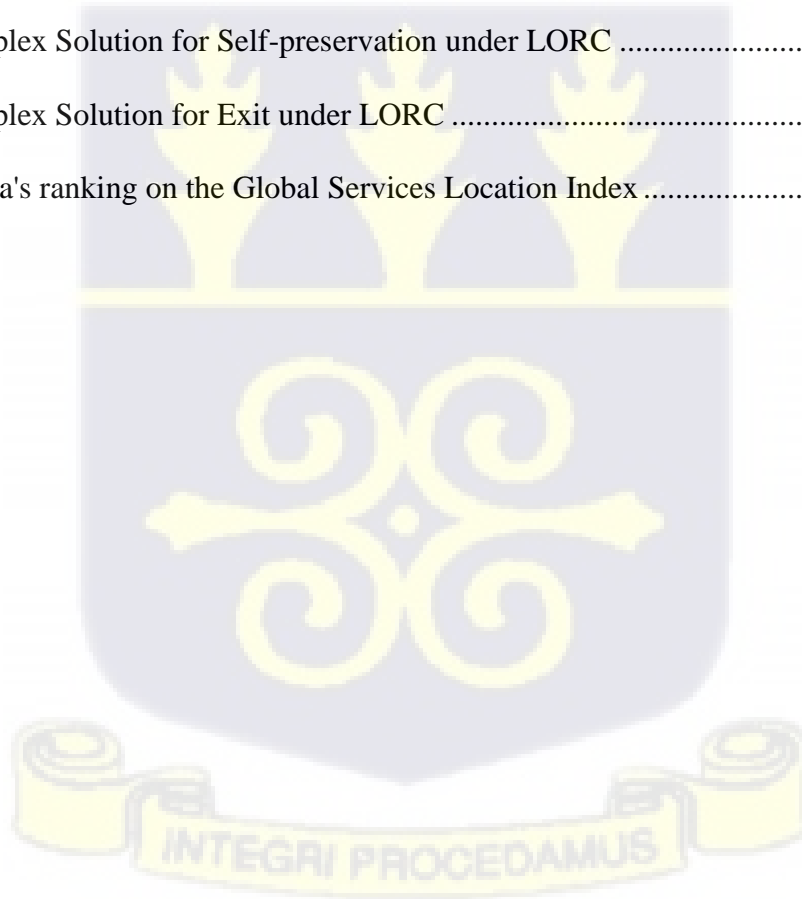 plex Solution for Self-preservation under LORC .......................
plex Solution for Exit under LORC ............................................
a's ranking on the Global Services Location Index ....................
INTEGRI PROCEDAMUS